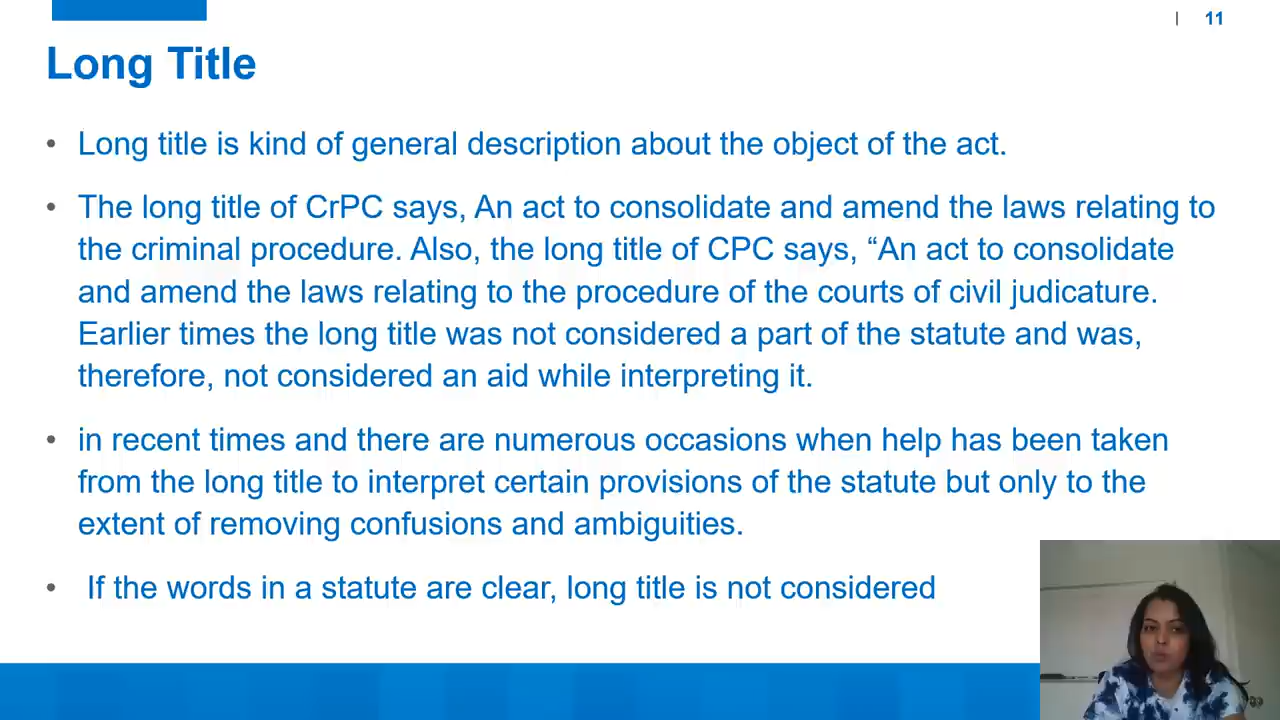 | 11
Long Title
• Long title is kind of general description about the object of the act.
• The long title of CrPC says, An act to consolidate and amend the laws relating to
the criminal procedure. Also, the long title of CPC says, “An act to consolidate
and amend the laws relating to the procedure of the courts of civil judicature.
Earlier times the long title was not considered a part of the statute and was,
therefore, not considered an aid while interpreting it.
• in recent times and there are numerous occasions when help has been taken
from the long title to interpret certain provisions of the statute but only to the
extent of removing confusions and ambiguities.
• If the words in a statute are clear, long title is not considered